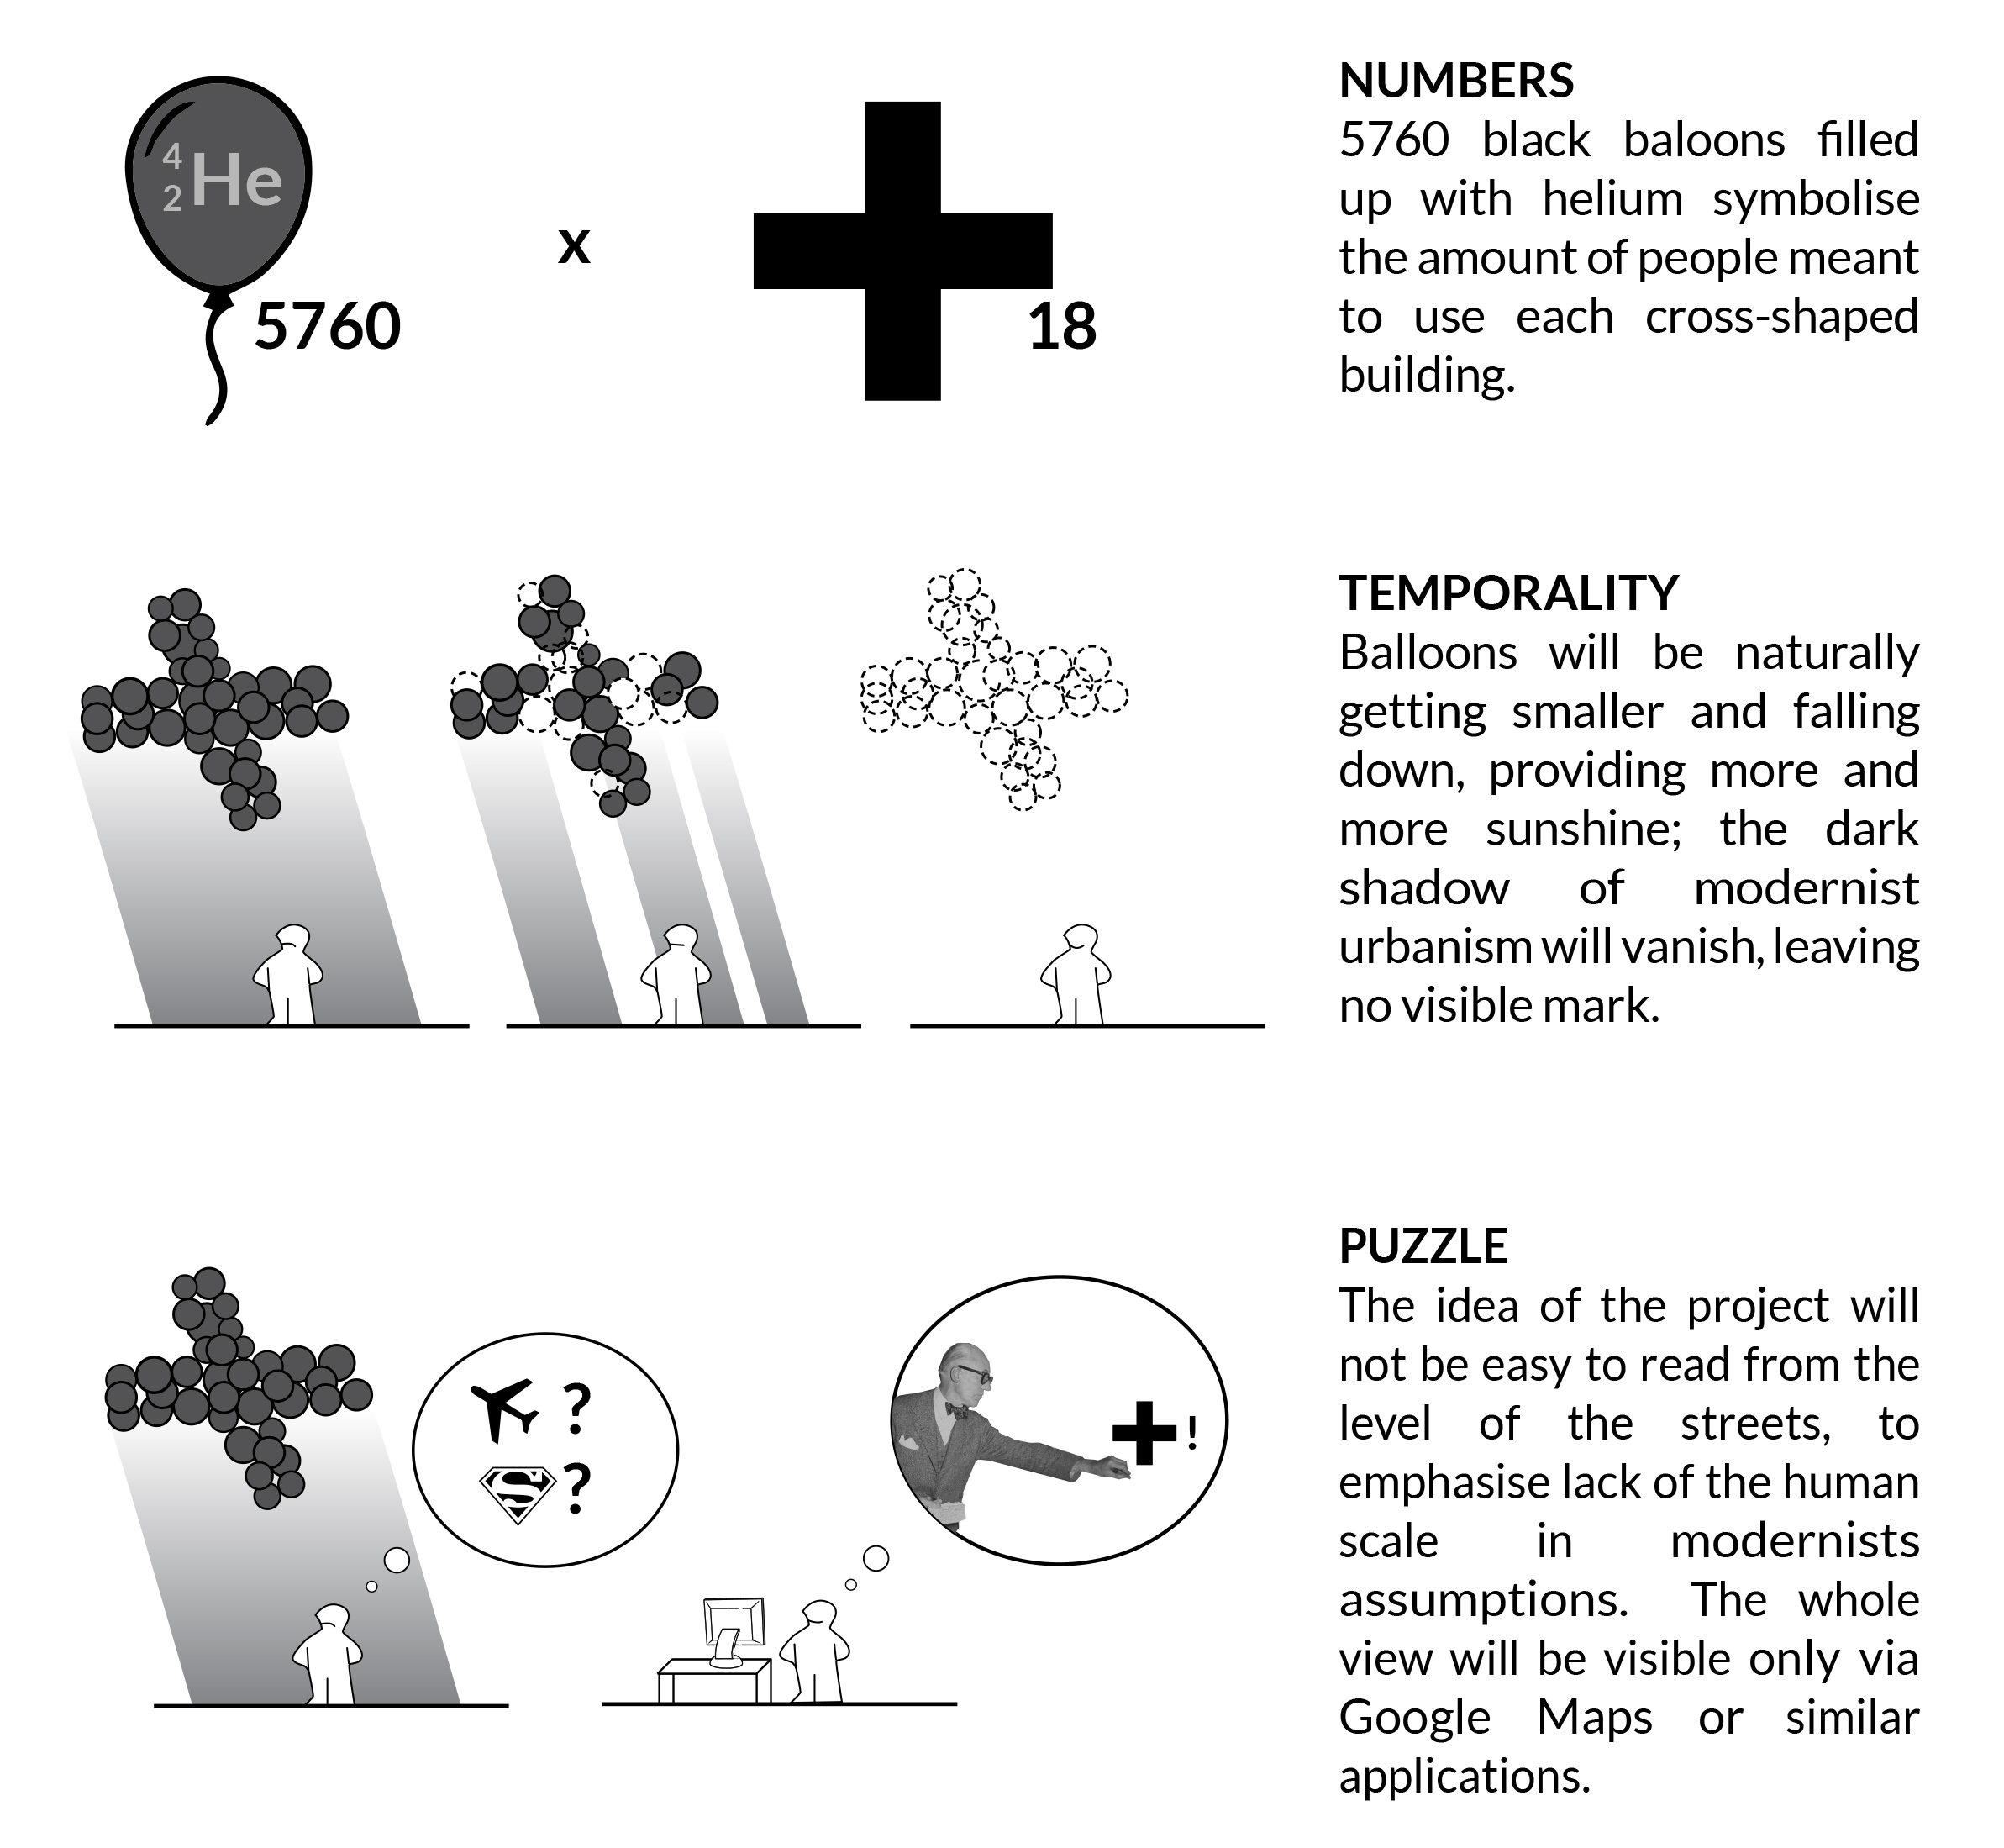 4
2 He
5760
x
18
NUMBERS
5760 black baloons filled
up with helium symbolise
the amount of people meant
to use each cross-shaped
building.
TEMPORALITY
Balloons will be naturally
getting smaller and falling
down, providing more and
more sunshine; the dark
shadow of modernist
urbanism will vanish, leaving
no visible mark.
?
S ?
!
PUZZLE
The idea of the project will
not be easy to read from the
level of the streets, to
emphasise lack of the human
scale in modernists
assumptions. The whole
view will be visible only via
Google Maps or similar
applications.